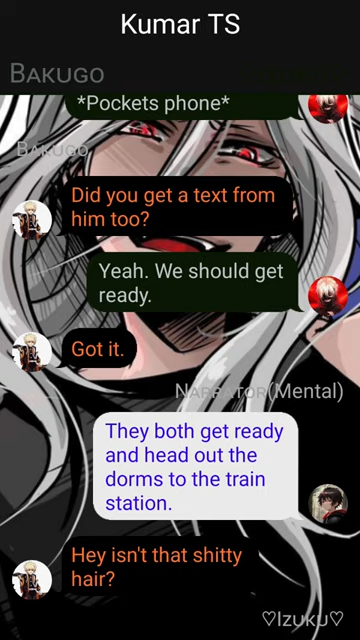 Kumar TS
Bakugo
*Pockets phone*
Bakugo
Did you get a text from
him too?
Yeah. We should get
ready.
Got it.
Narrator(Mental)
They both get ready
and head out the
dorms to the train
station.
Hey isn't that shitty
hair?
♡Izuku♡